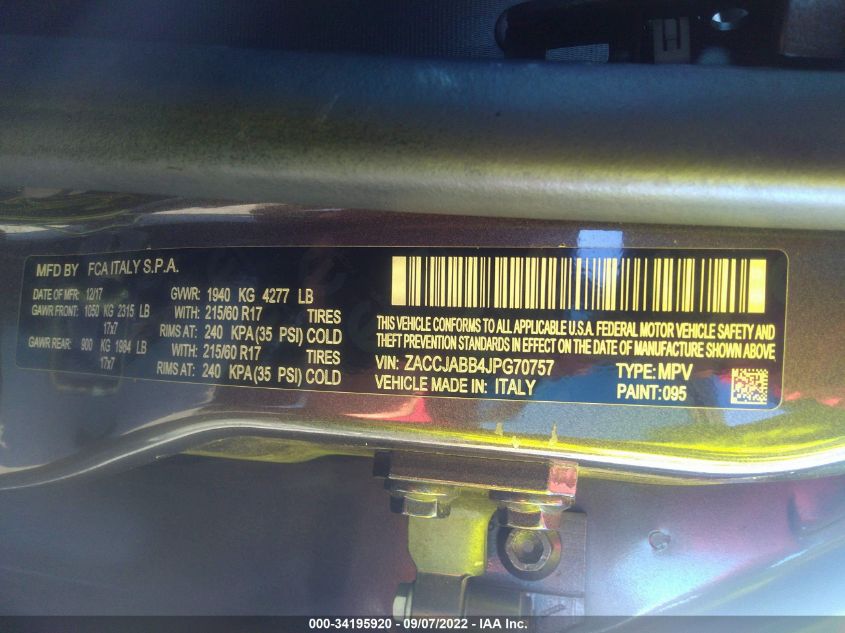 MFD BY FCA ITALY S.P.A.
DATE OF MFR: 12/17 GVWR: 1940 KG 4277 LB
GAWR FRONT: 1050 KG 2315 LB WITH: 215/60 R17 TIRES
17x7 RIMS AT: 240 KPA(35 PSI) COLD
GAWR REAR: 900 KG 1984 LB WITH: 215/60 R17 TIRES
17x7 RIMS AT: 240 KPA(35 PSI) COLD
THIS VEHICLE CONFORMS TO ALL APPLICABLE U.S.A. FEDERAL MOTOR VEHICLE SAFETY AND
THEFT PREVENTION STANDARDS IN EFFECT ON THE DATE OF MANUFACTURE SHOWN ABOVE
VIN: ZACCJABB4JPG70757 TYPE: MPV
VEHICLE MADE IN: ITALY PAINT: 095
000-34195920 - 09/07/2022 - IAA Inc.